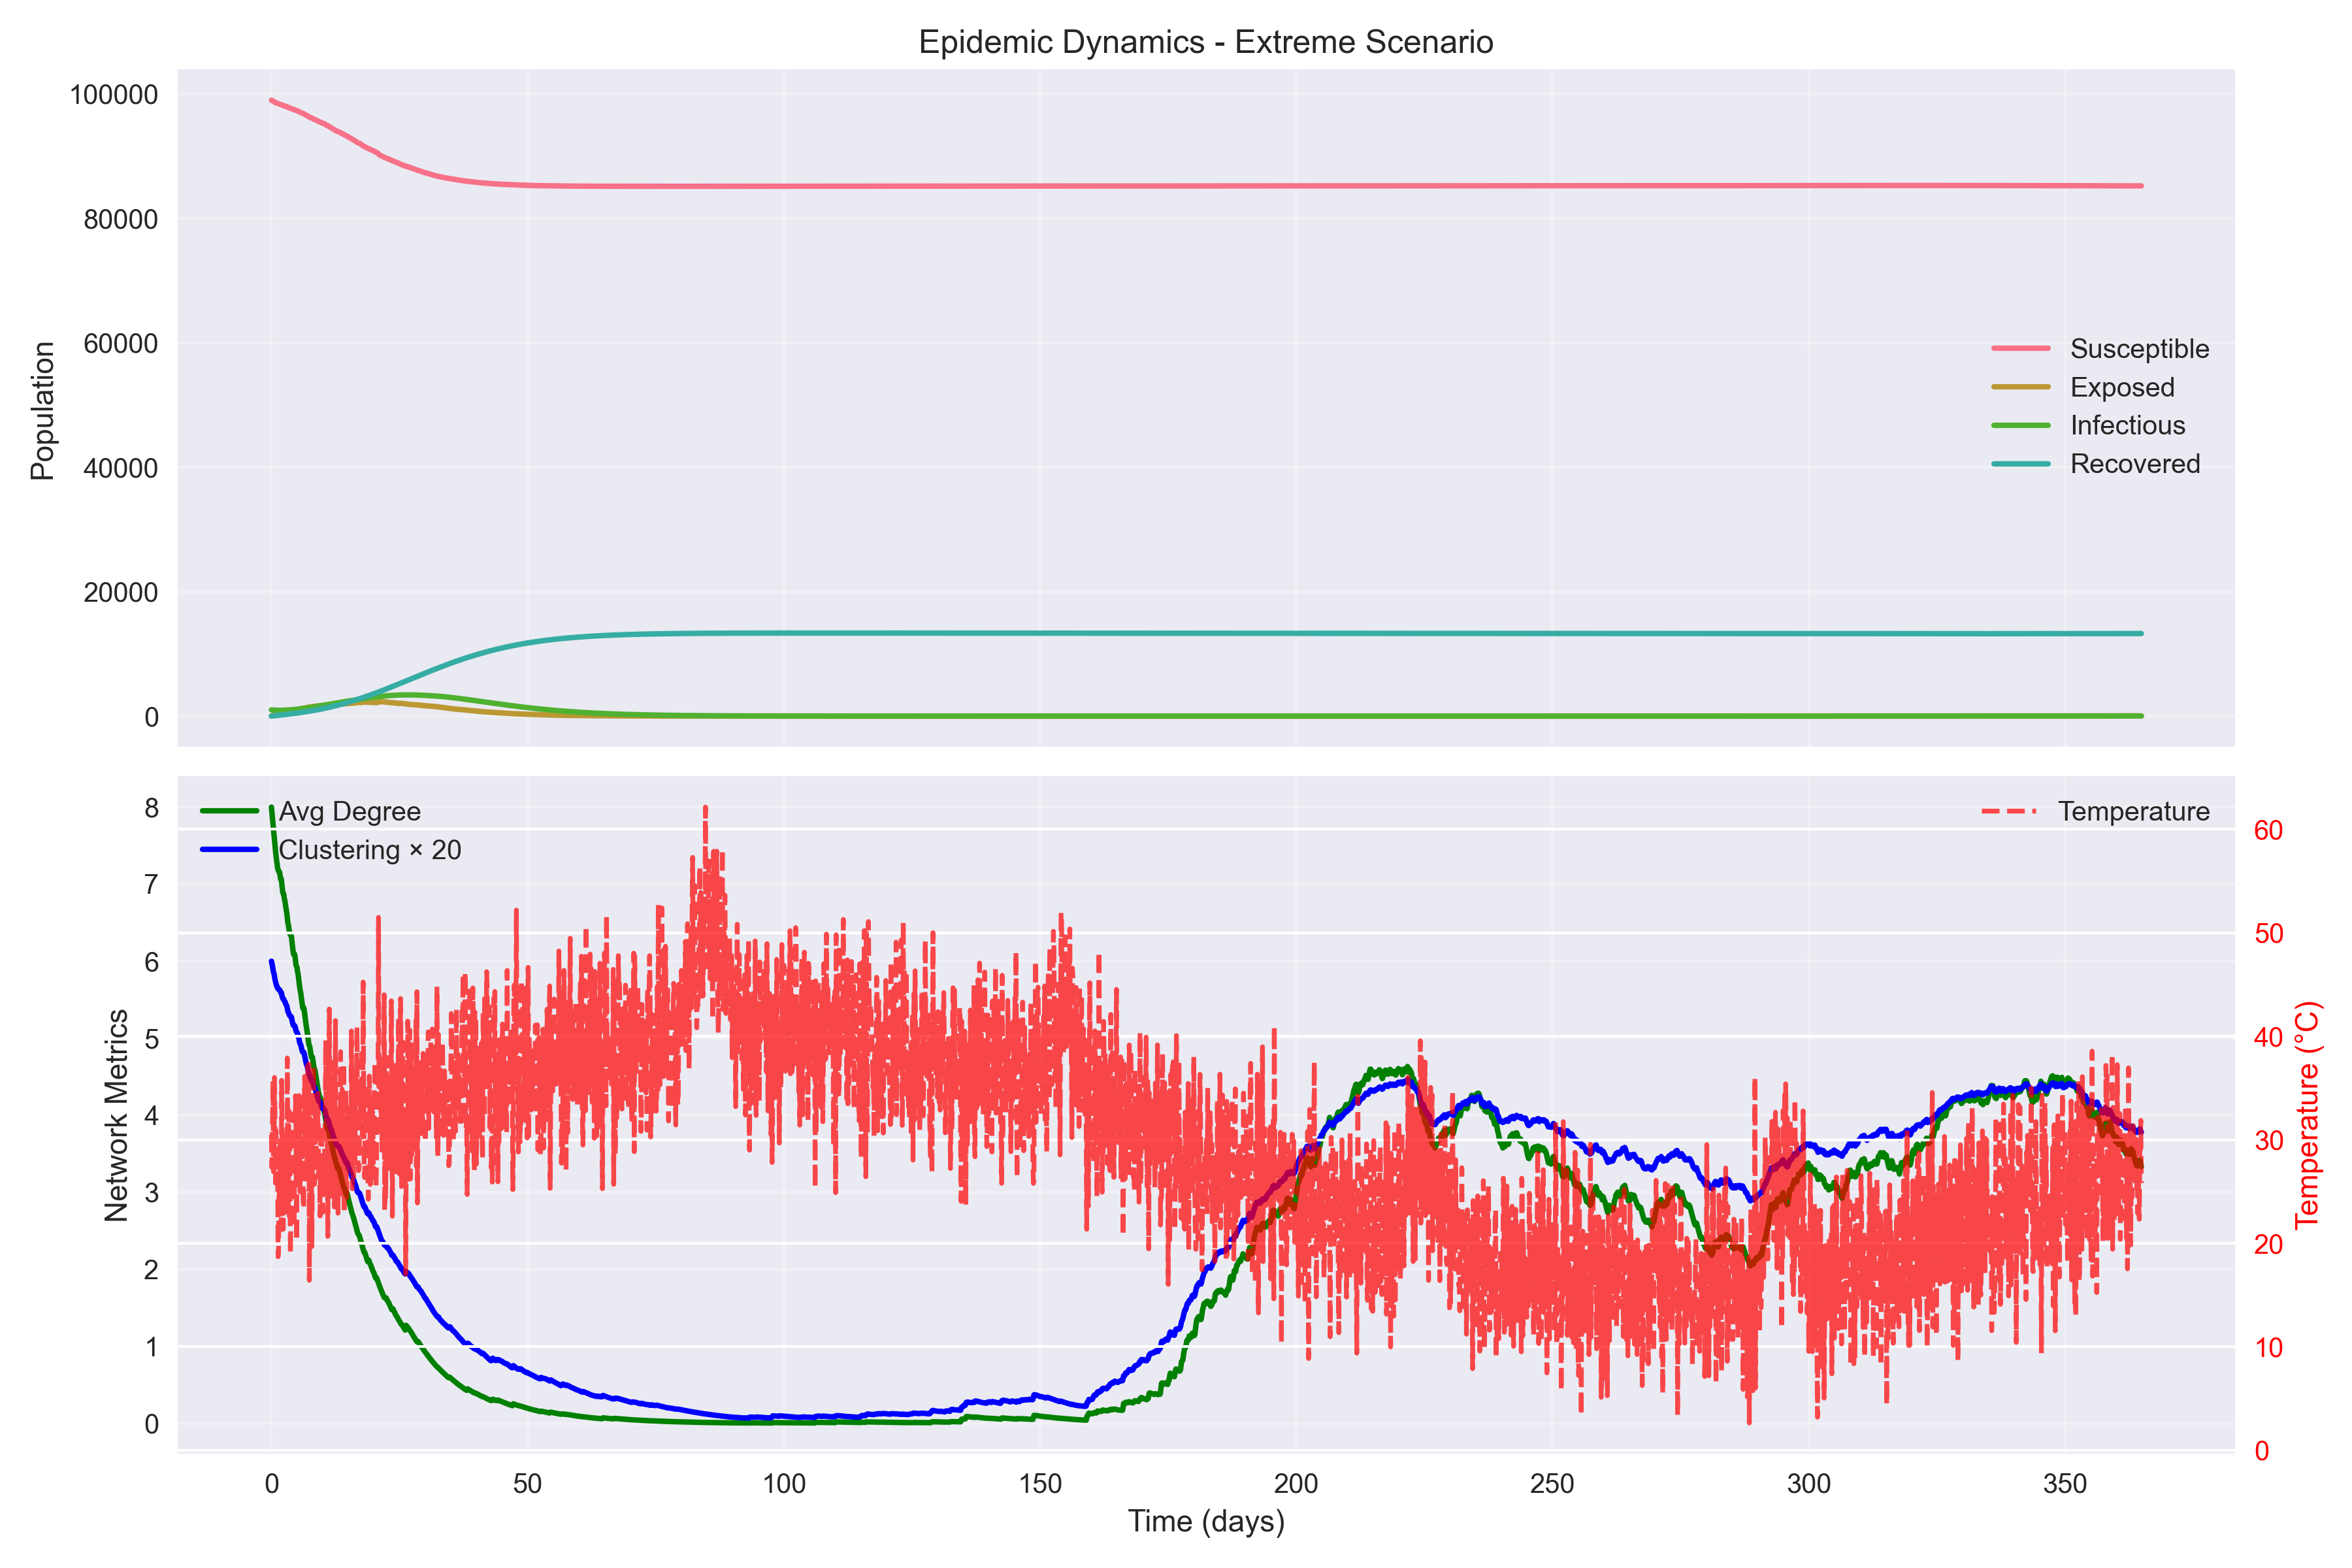 Epidemic Dynamics - Extreme Scenario
100000
80000
60000
40000
20000
0
Population
Susceptible
Exposed
Infectious
Recovered
8
7
6
5
4
3
2
1
0
Network Metrics
Avg Degree
Clustering × 20
Temperature
60
50
40
30
20
10
0
Temperature (°C)
0 50 100 150 200 250 300 350
Time (days)